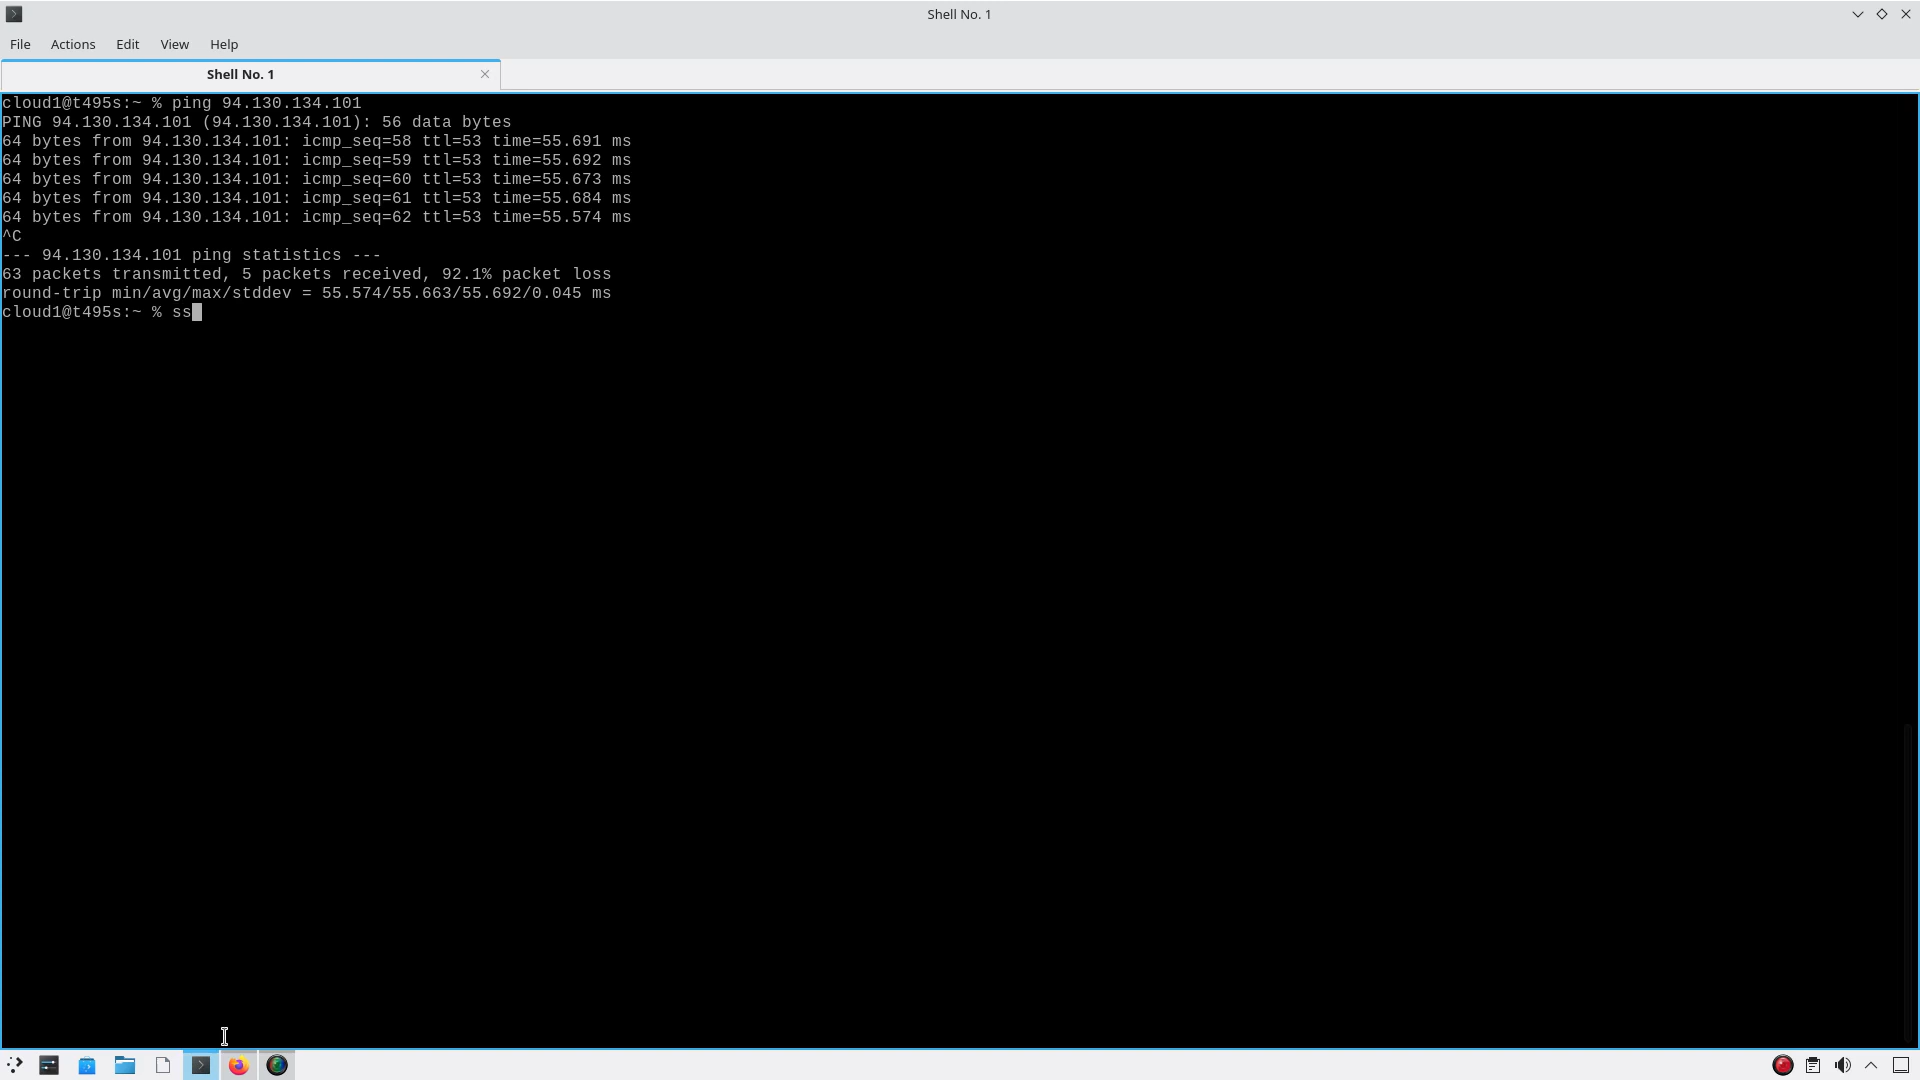 Shell No. 1
File Actions Edit View Help
Shell No. 1
cloud1@t495s:~ % ping 94.130.134.101
PING 94.130.134.101 (94.130.134.101): 56 data bytes
64 bytes from 94.130.134.101: icmp_seq=58 ttl=53 time=55.691 ms
64 bytes from 94.130.134.101: icmp_seq=59 ttl=53 time=55.692 ms
64 bytes from 94.130.134.101: icmp_seq=60 ttl=53 time=55.673 ms
64 bytes from 94.130.134.101: icmp_seq=61 ttl=53 time=55.684 ms
64 bytes from 94.130.134.101: icmp_seq=62 ttl=53 time=55.574 ms
^C
--- 94.130.134.101 ping statistics ---
63 packets transmitted, 5 packets received, 92.1% packet loss
round-trip min/avg/max/stddev = 55.574/55.663/55.692/0.045 ms
cloud1@t495s:~ % ss